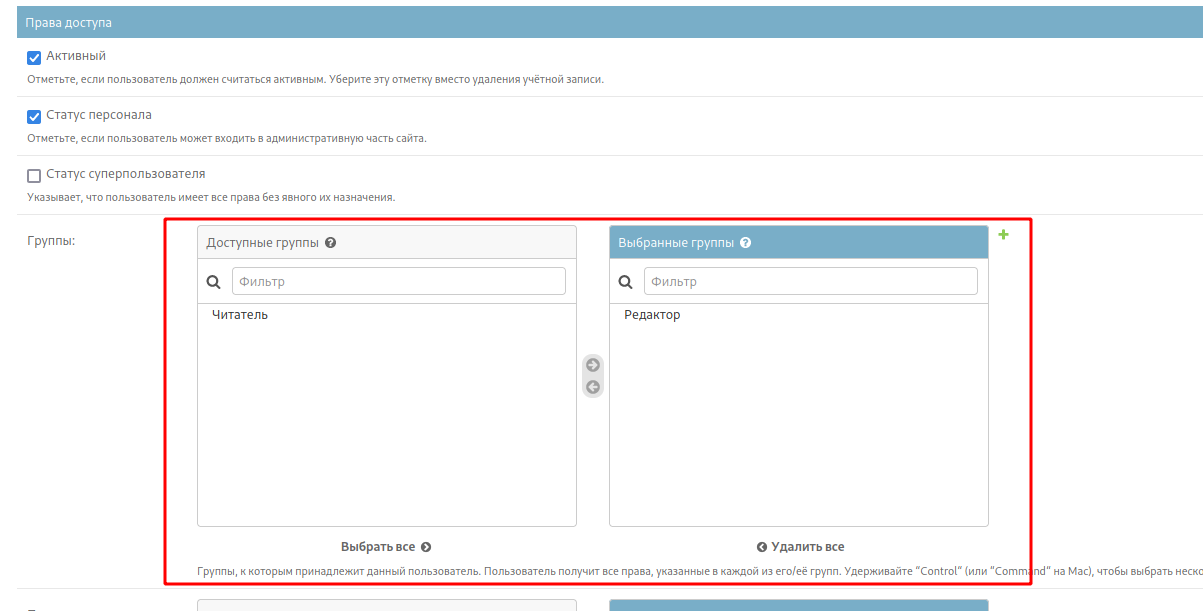 Права доступа
Активный
Отметьте, если пользователь должен считаться активным. Уберите эту отметку вместо удаления учётной записи.
Статус персонала
Отметьте, если пользователь может входить в административную часть сайта.
Статус суперпользователя
Указывает, что пользователь имеет все права без явного их назначения.
Группы:
Доступные группы
Выбранные группы
Фильтр
Фильтр
Читатель
Редактор
Выбрать все
Удалить все
Группы, к которым принадлежит данный пользователь. Пользователь получит все права, указанные в каждой из его/её групп. Удерживайте “Control“ (или “Command“ на Mac), чтобы выбрать